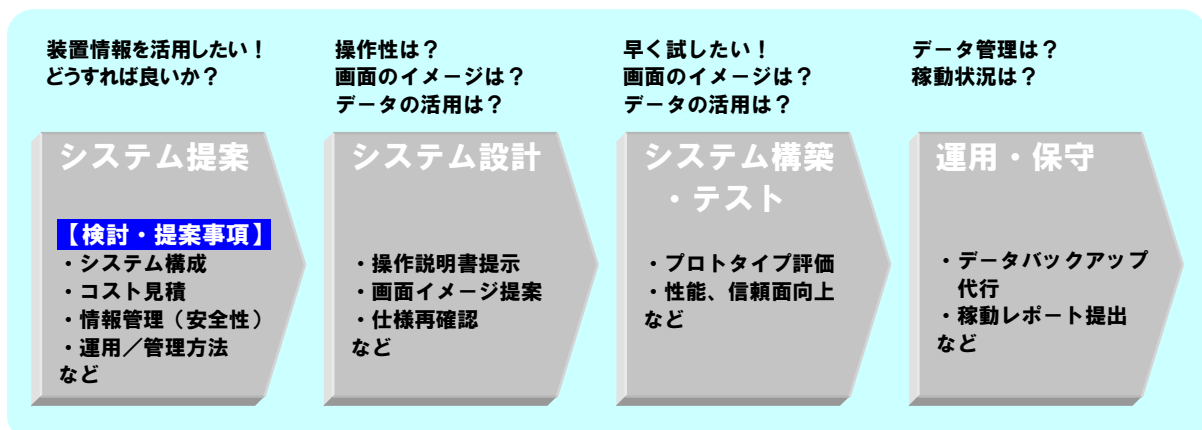 装置情報を活用したい！
どうすれば良いか？
操作性は？
画面のイメージは？
データの活用は？
早く試したい！
画面のイメージは？
データの活用は？
データ管理は？
稼動状況は？
システム提案
【検討・提案事項】
・システム構成
・コスト見積
・情報管理（安全性）
・運用／管理方法
など
システム設計
・操作説明書提示
・画面イメージ提案
・仕様再確認
など
システム構築
・テスト
・プロトタイプ評価
・性能、信頼面向上
など
運用・保守
・データバックアップ
代行
・稼動レポート提出
など